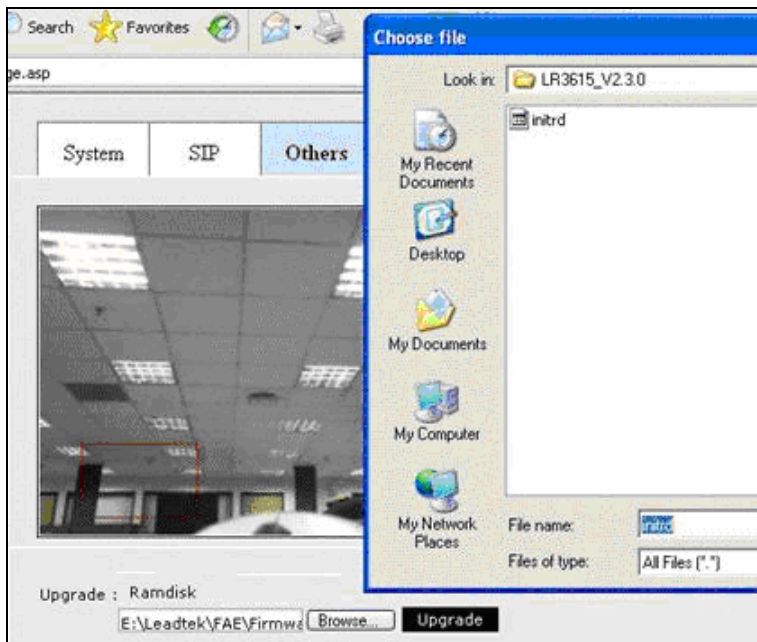 Search
Favorites
ge.asp
System
SIP
Others
Upgrade : Ramdisk
E:\Leadtek\FAE\Firmwa
Browse...
Upgrade
Choose file
Look in:
LR3615_V2.3.0
initrd
My Recent
Documents
Desktop
My Documents
My Computer
My Network
Places
File name:
initrd
Files of type:
All Files (*.*)